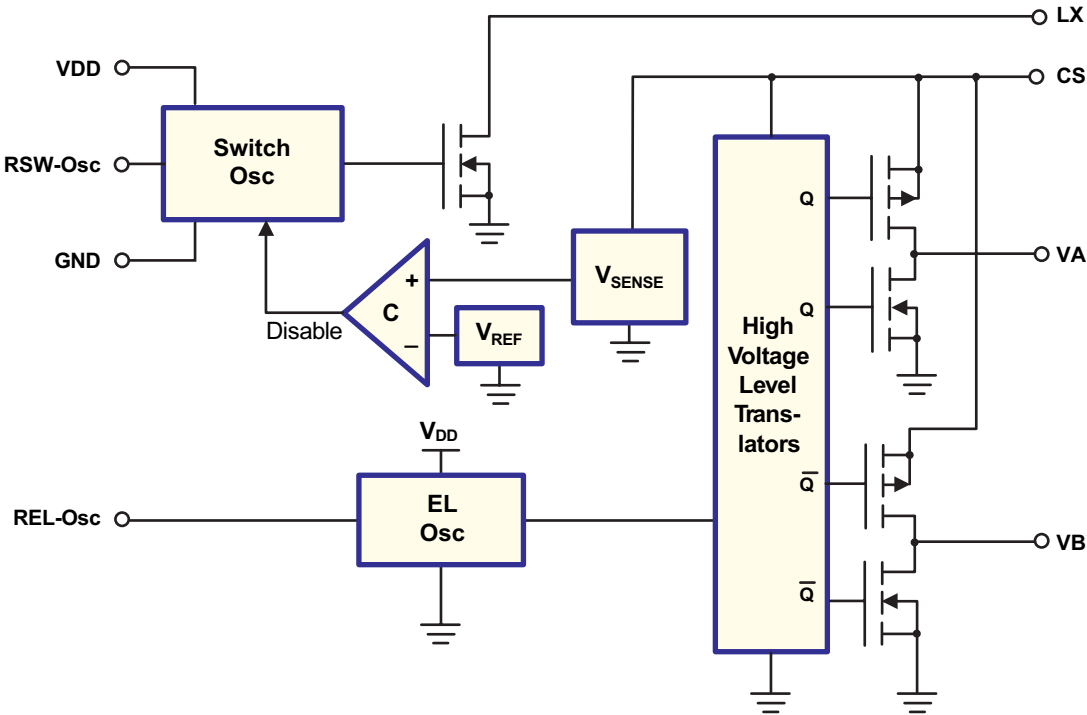 LX
VDD
CS
Switch
Osc
RSW-Osc
Q
GND
+
VSENSE
VA
C
Q
Disable
–
VREF
High
Voltage
Level
Trans-
lators
VDD
Q̅
EL
Osc
REL-Osc
VB
Q̅